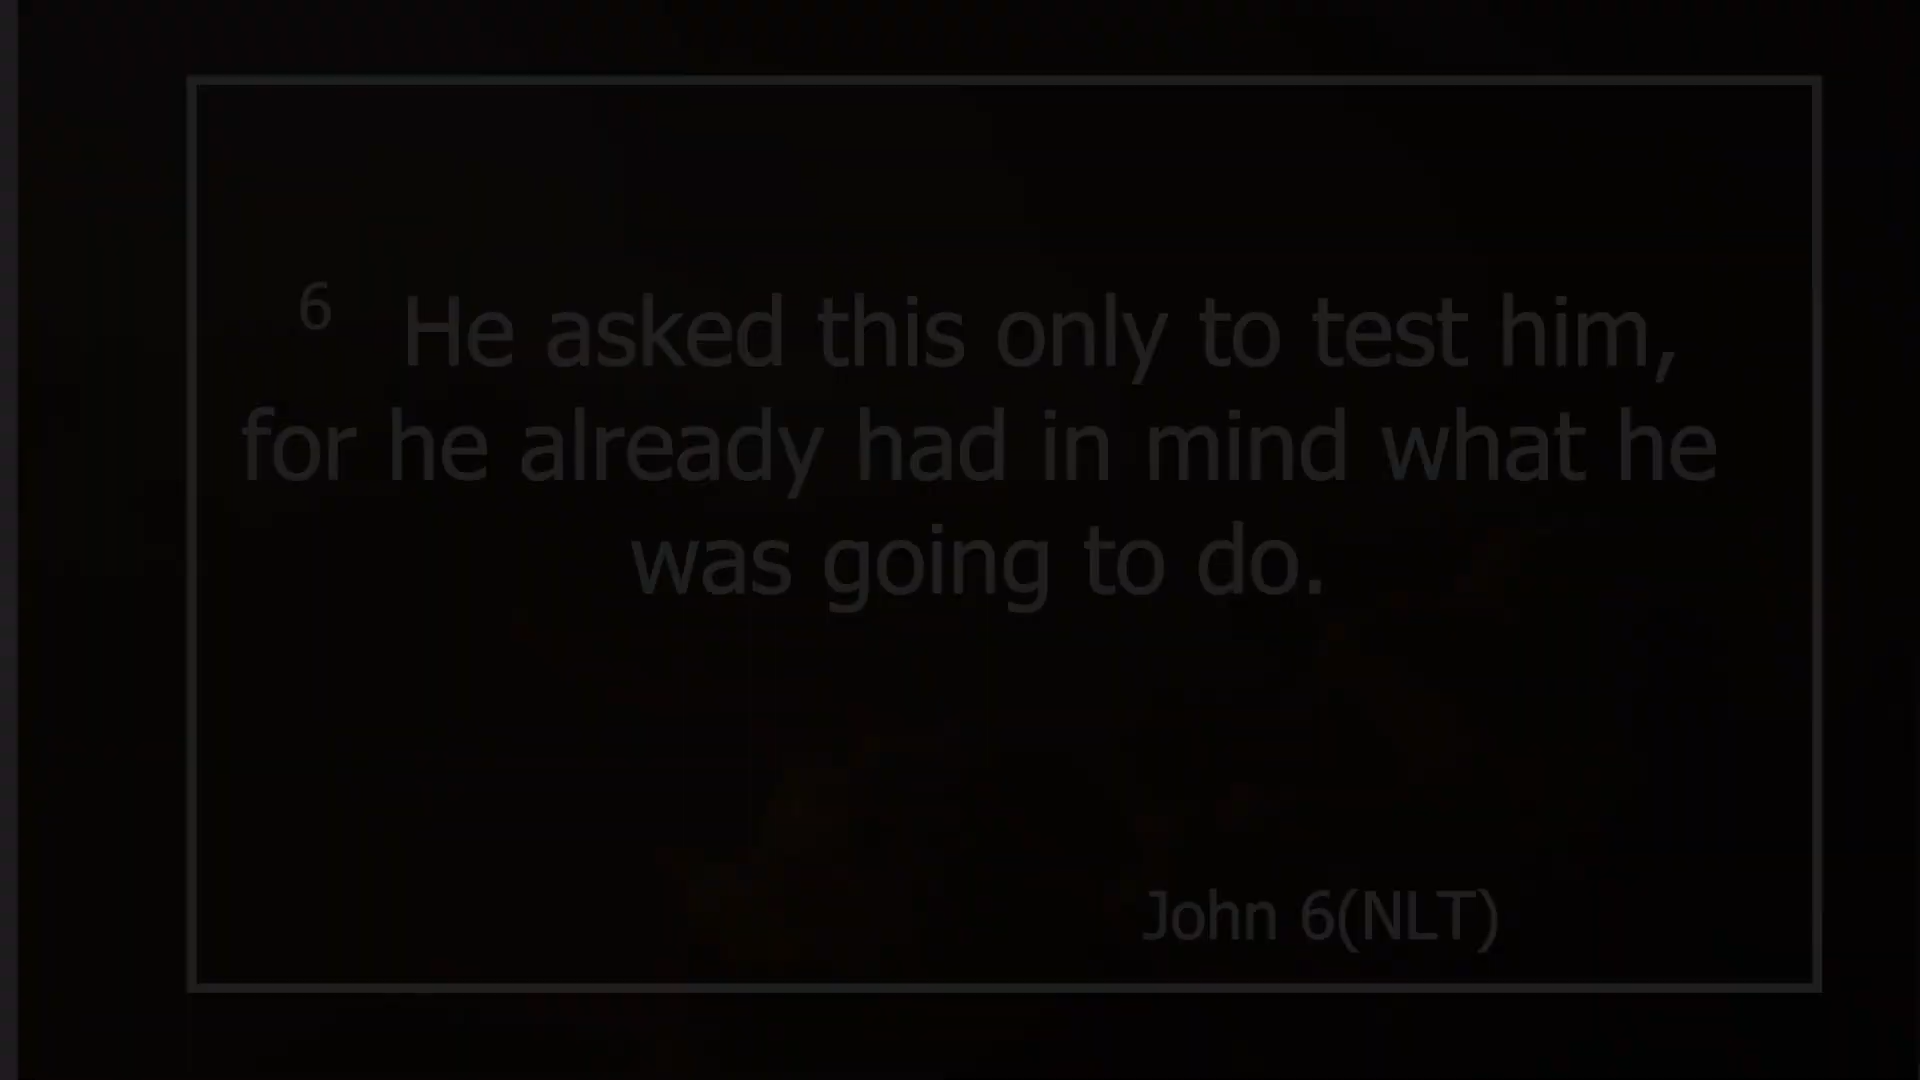 6 He asked this only to test him,
for he already had in mind what he
was going to do.
John 6(NLT)